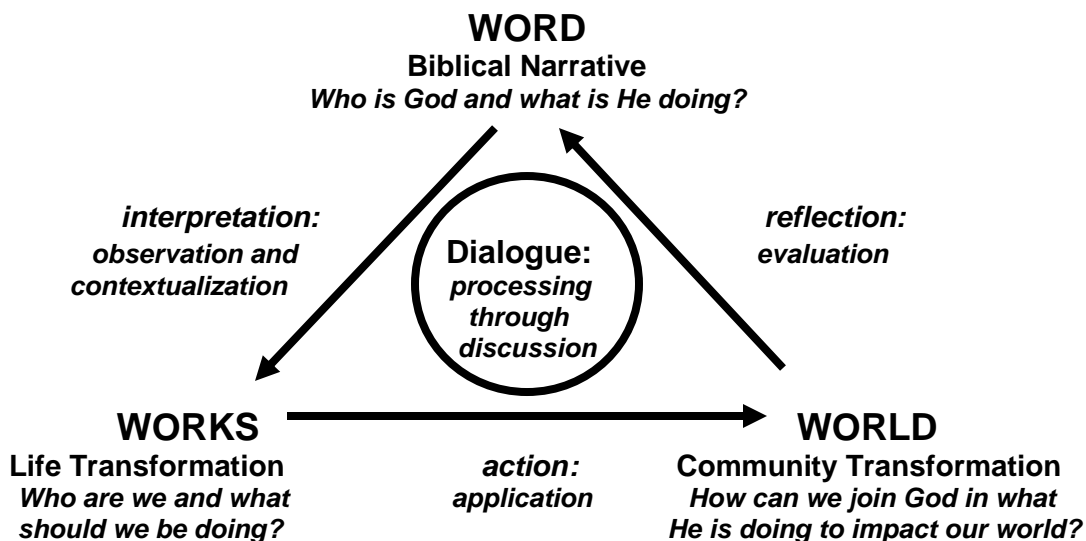 WORD
Biblical Narrative
Who is God and what is He doing?
interpretation:
observation and
contextualization
Dialogue:
processing
through
discussion
reflection:
evaluation
WORKS
Life Transformation
Who are we and what
should we be doing?
action:
application
WORLD
Community Transformation
How can we join God in what
He is doing to impact our world?